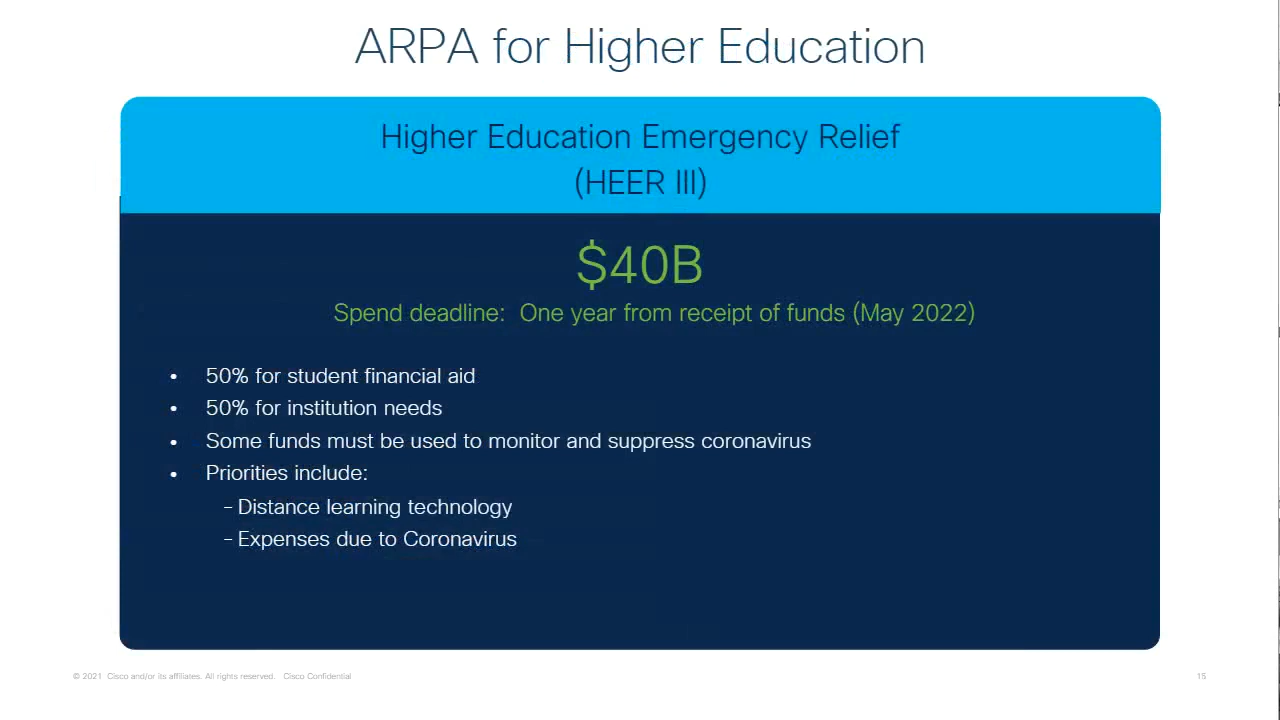 ARPA for Higher Education
Higher Education Emergency Relief
(HEER III)
$40B
Spend deadline:  One year from receipt of funds (May 2022)
• 50% for student financial aid
• 50% for institution needs
• Some funds must be used to monitor and suppress coronavirus
• Priorities include:
– Distance learning technology
– Expenses due to Coronavirus
© 2021  Cisco and/or its affiliates. All rights reserved.   Cisco Confidential
15